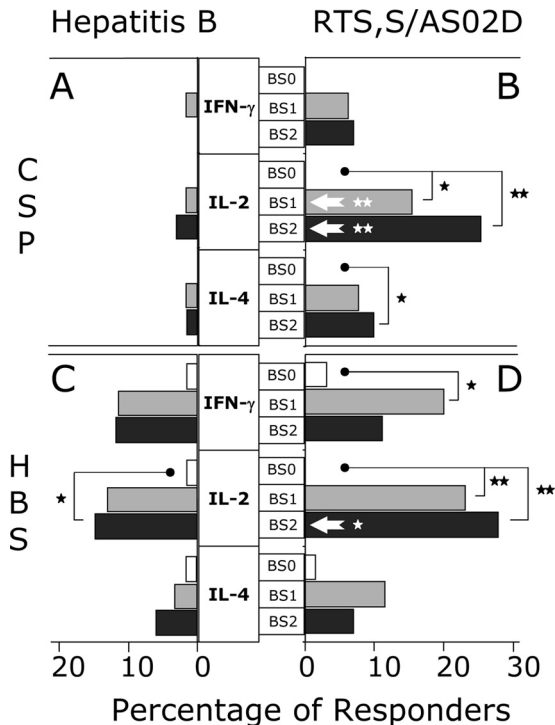 Hepatitis B RTS,S/AS02D
A B
C S P
IFN-γ
BS0
BS1
BS2
IL-2
BS0
BS1 ★★ ★
BS2 ★★ ★★
IL-4
BS0
BS1
BS2 ★
C D
H B S
IFN-γ
BS0
BS1 ★
BS2
IL-2
BS0
★ BS1 ★★ ★★
BS2 ★
IL-4
BS0
BS1
BS2
20 10 0 0 10 20 30
Percentage of Responders